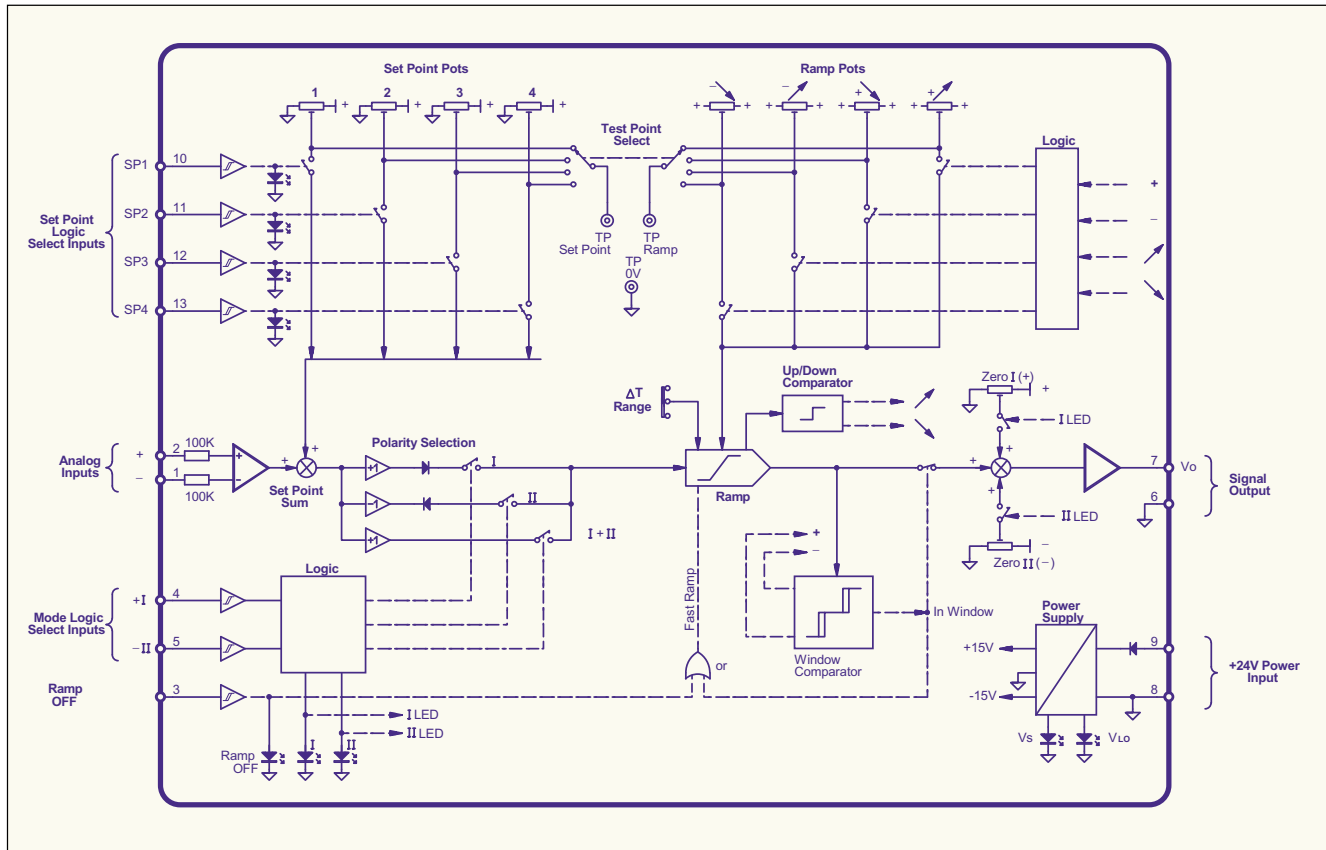 Set Point Pots
Ramp Pots
1 2 3 4
+ + + +
− + −
+ + + + + + + +
Test Point
Select
Logic
SP1 10
SP2 11
SP3 12
SP4 13
Set Point
Logic
Select Inputs
TP
Set Point
TP
Ramp
TP
0V
+
−
ΔT
Range
Up/Down
Comparator
Zero I (+)
+
I LED
Analog
Inputs
+ 2 100K
− 1 100K
+
−
+
+
Set Point
Sum
Polarity Selection
+1 I
−1 II
+1 I + II
Ramp
+
+
+
7 Vo
6
Signal
Output
II LED
−
Zero II (−)
Logic
Mode Logic
Select Inputs
+I 4
−II 5
Ramp
OFF
3
Fast Ramp
+
−
In Window
Window
Comparator
or
Power
Supply
+15V
-15V
9
8
+24V Power
Input
I LED
II LED
Ramp
OFF
I
II
Vs
VLO